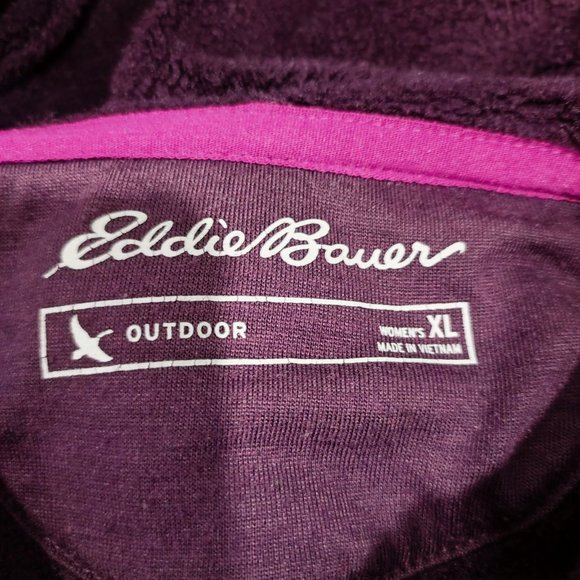 Eddie Bauer
OUTDOOR
WOMEN'S XL
MADE IN VIETNAM